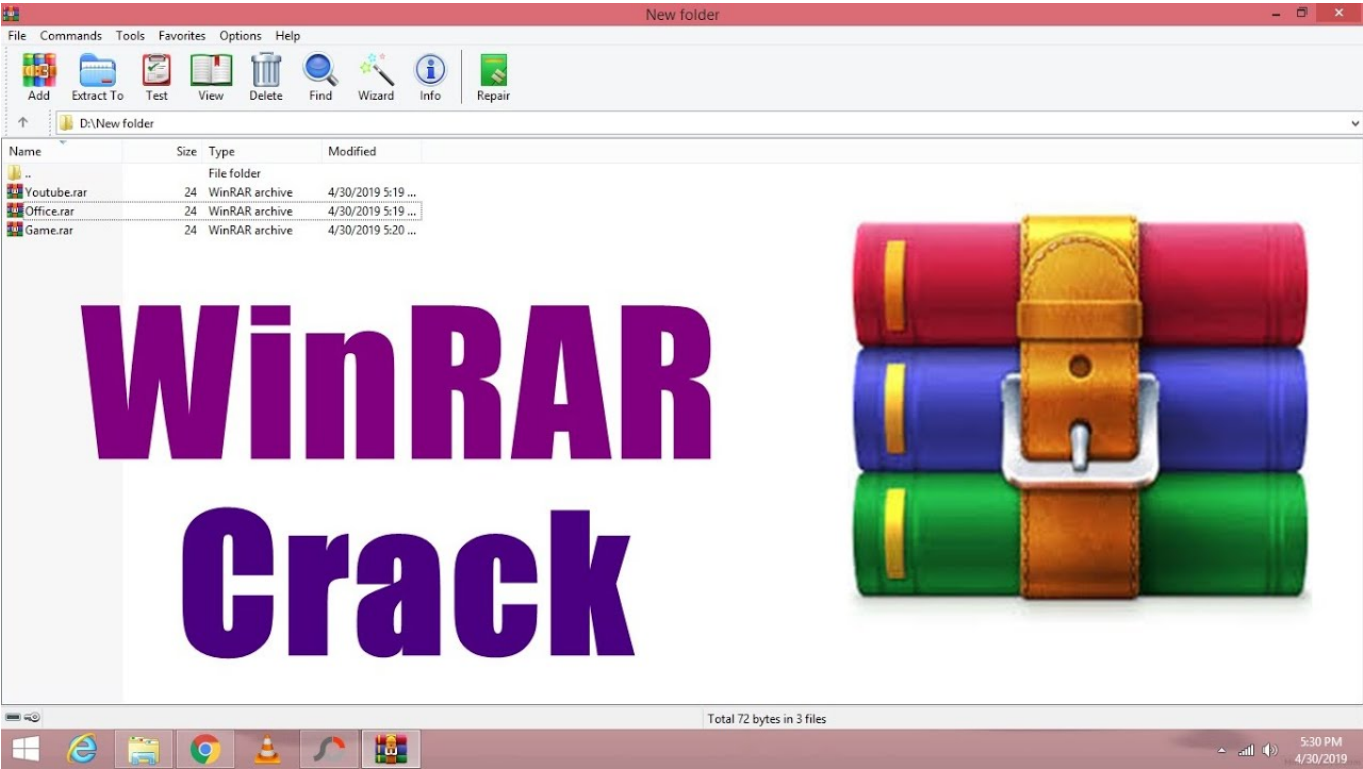 New folder
File Commands Tools Favorites Options Help
Add Extract To Test View Delete Find Wizard Info Repair
D:\New folder
Name Size Type Modified
.. File folder
Youtube.rar 24 WinRAR archive 4/30/2019 5:19 ...
Office.rar 24 WinRAR archive 4/30/2019 5:19 ...
Game.rar 24 WinRAR archive 4/30/2019 5:20 ...
WinRAR
Crack
Total 72 bytes in 3 files
5:30 PM
4/30/2019